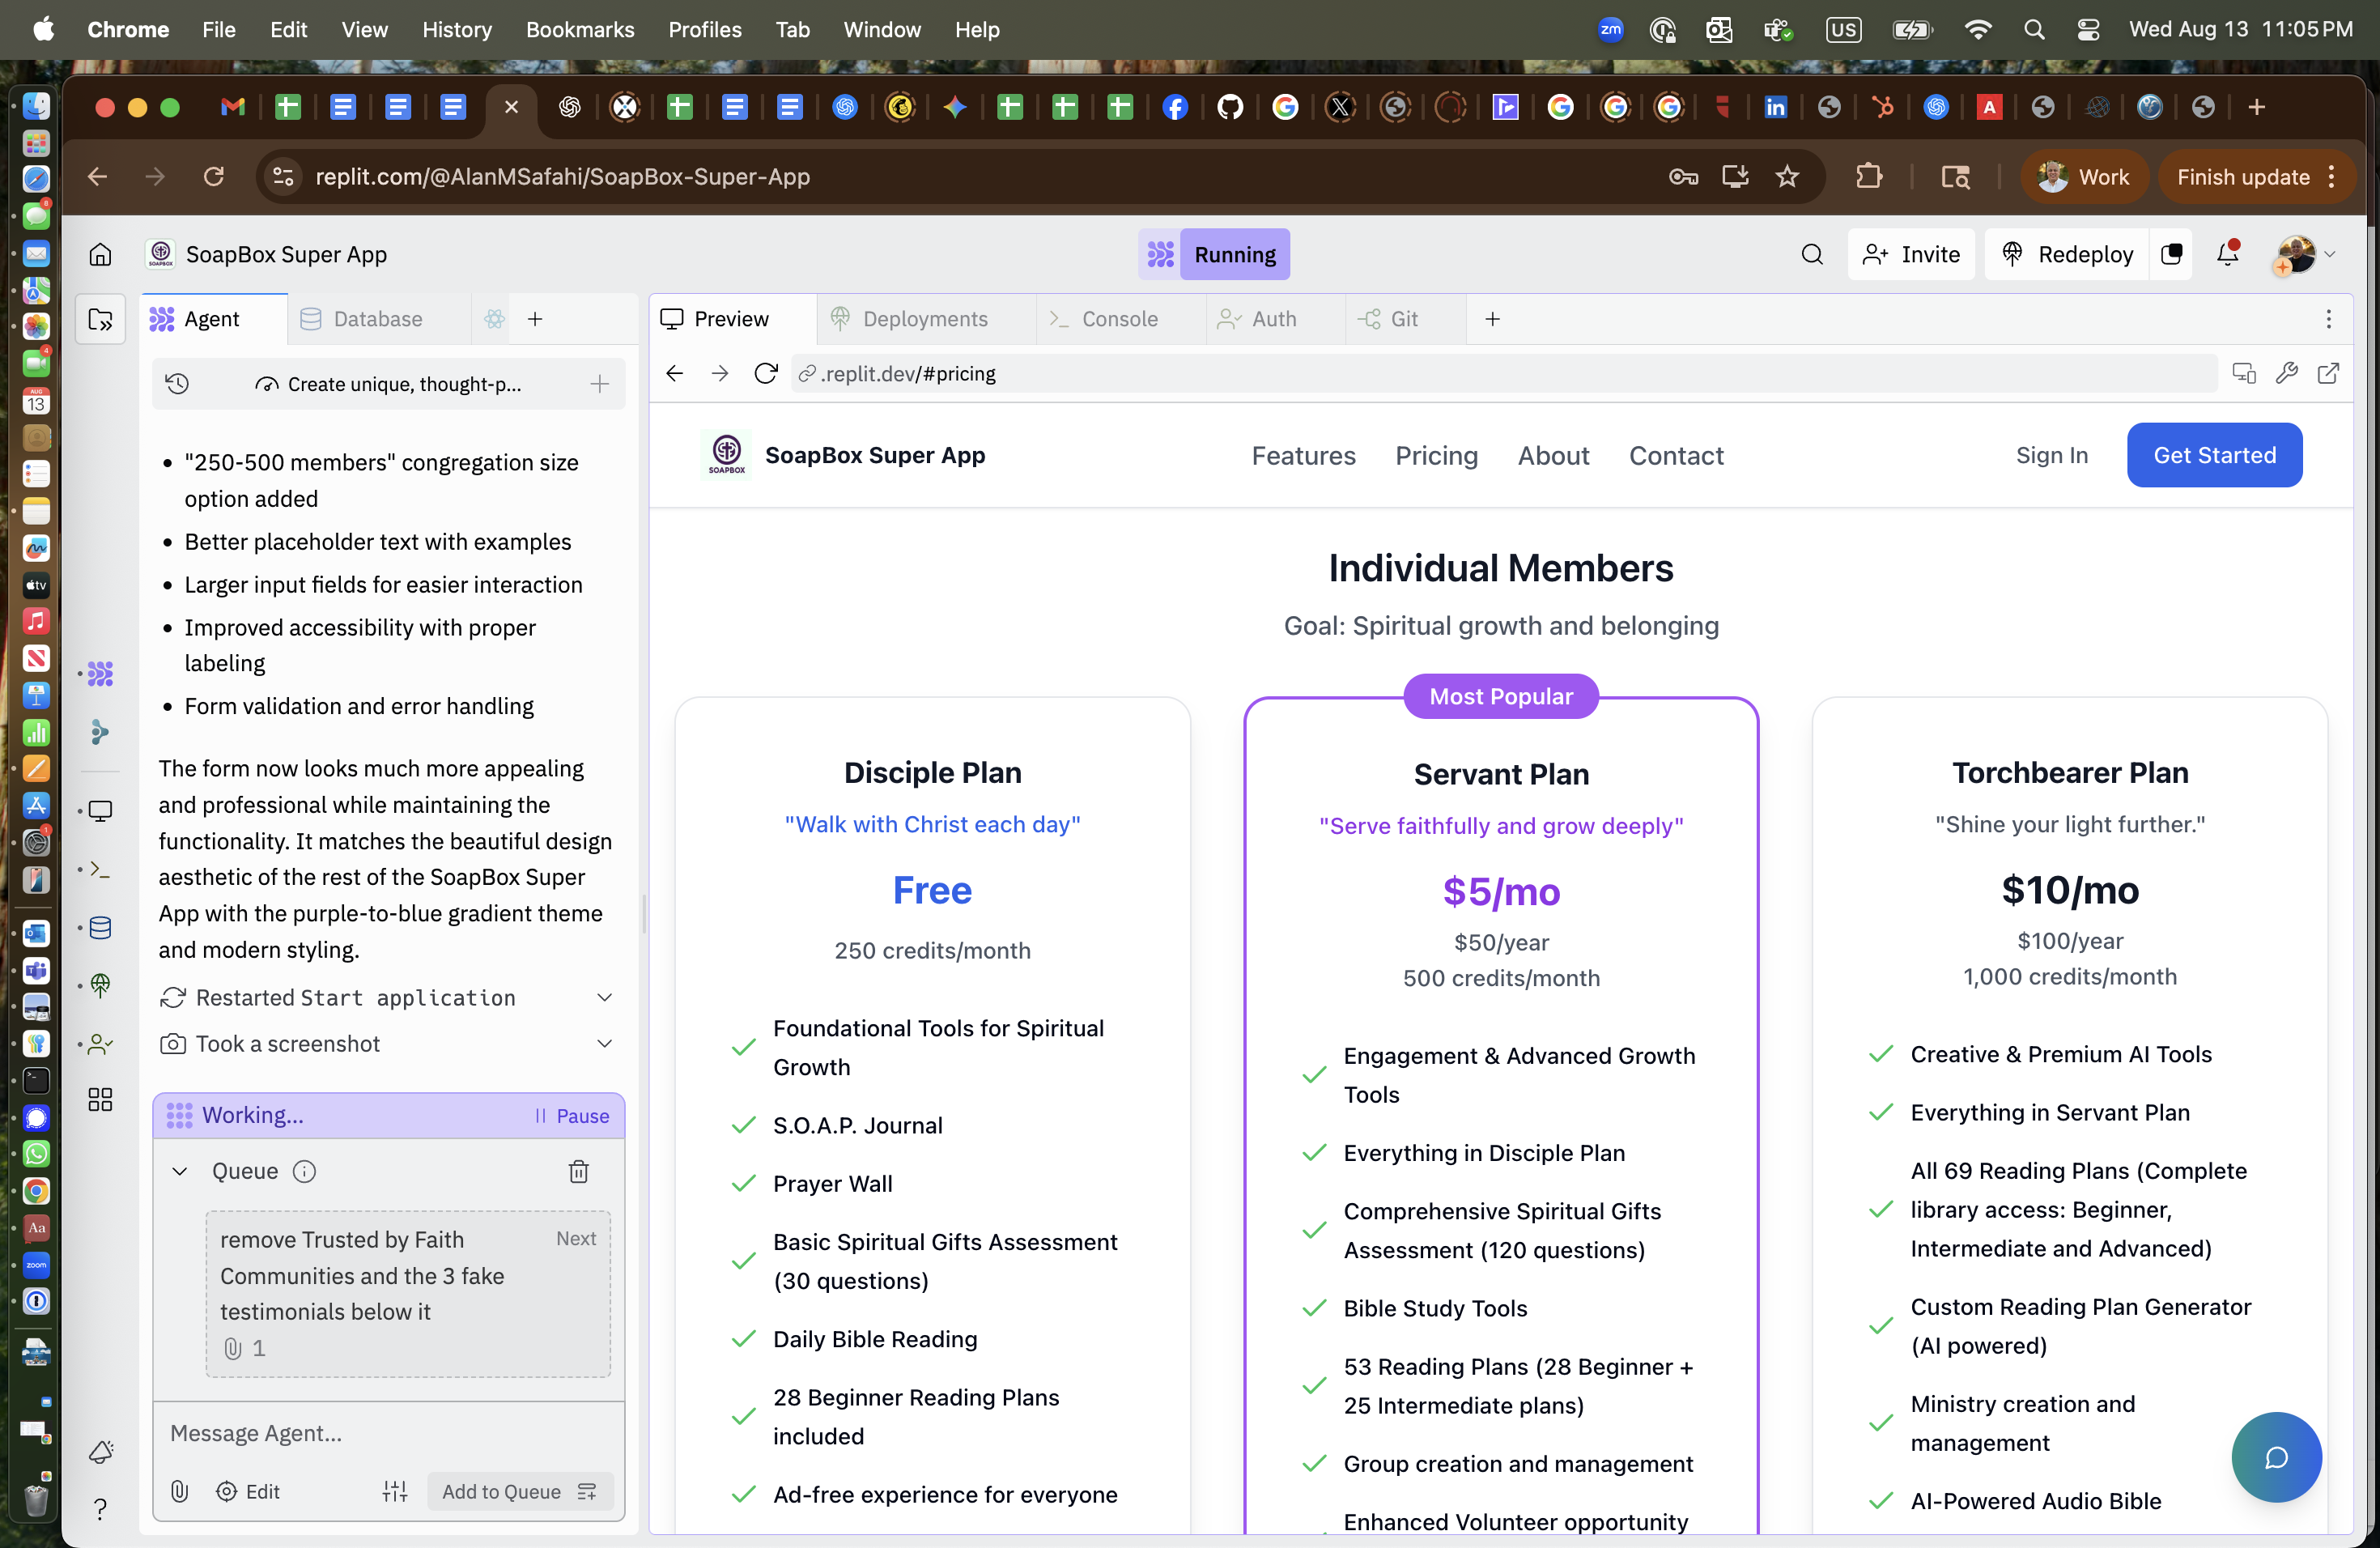 Chrome File Edit View History Bookmarks Profiles Tab Window Help zm US Wed Aug 13 11:05 PM
replit.com/@AlanMSafahi/SoapBox-Super-App Work Finish update
SOAPBOX SoapBox Super App Running Invite Redeploy
Agent Database Preview Deployments Console Auth Git
Create unique, thought-p...
.replit.dev/#pricing
• "250-500 members" congregation size
option added
• Better placeholder text with examples
• Larger input fields for easier interaction
• Improved accessibility with proper
labeling
• Form validation and error handling
The form now looks much more appealing
and professional while maintaining the
functionality. It matches the beautiful design
aesthetic of the rest of the SoapBox Super
App with the purple-to-blue gradient theme
and modern styling.
Restarted Start application
Took a screenshot
Working... Pause
Queue
remove Trusted by Faith Next
Communities and the 3 fake
testimonials below it
1
Message Agent...
Edit Add to Queue
SOAPBOX SoapBox Super App Features Pricing About Contact Sign In Get Started
Individual Members
Goal: Spiritual growth and belonging
Disciple Plan
"Walk with Christ each day"
Free
250 credits/month
Foundational Tools for Spiritual
Growth
S.O.A.P. Journal
Prayer Wall
Basic Spiritual Gifts Assessment
(30 questions)
Daily Bible Reading
28 Beginner Reading Plans
included
Ad-free experience for everyone
Most Popular
Servant Plan
"Serve faithfully and grow deeply"
$5/mo
$50/year
500 credits/month
Engagement & Advanced Growth
Tools
Everything in Disciple Plan
Comprehensive Spiritual Gifts
Assessment (120 questions)
Bible Study Tools
53 Reading Plans (28 Beginner +
25 Intermediate plans)
Group creation and management
Enhanced Volunteer opportunity
Torchbearer Plan
"Shine your light further."
$10/mo
$100/year
1,000 credits/month
Creative & Premium AI Tools
Everything in Servant Plan
All 69 Reading Plans (Complete
library access: Beginner,
Intermediate and Advanced)
Custom Reading Plan Generator
(AI powered)
Ministry creation and
management
AI-Powered Audio Bible
8
4
AUG
13
tv
1
Aa
zoom